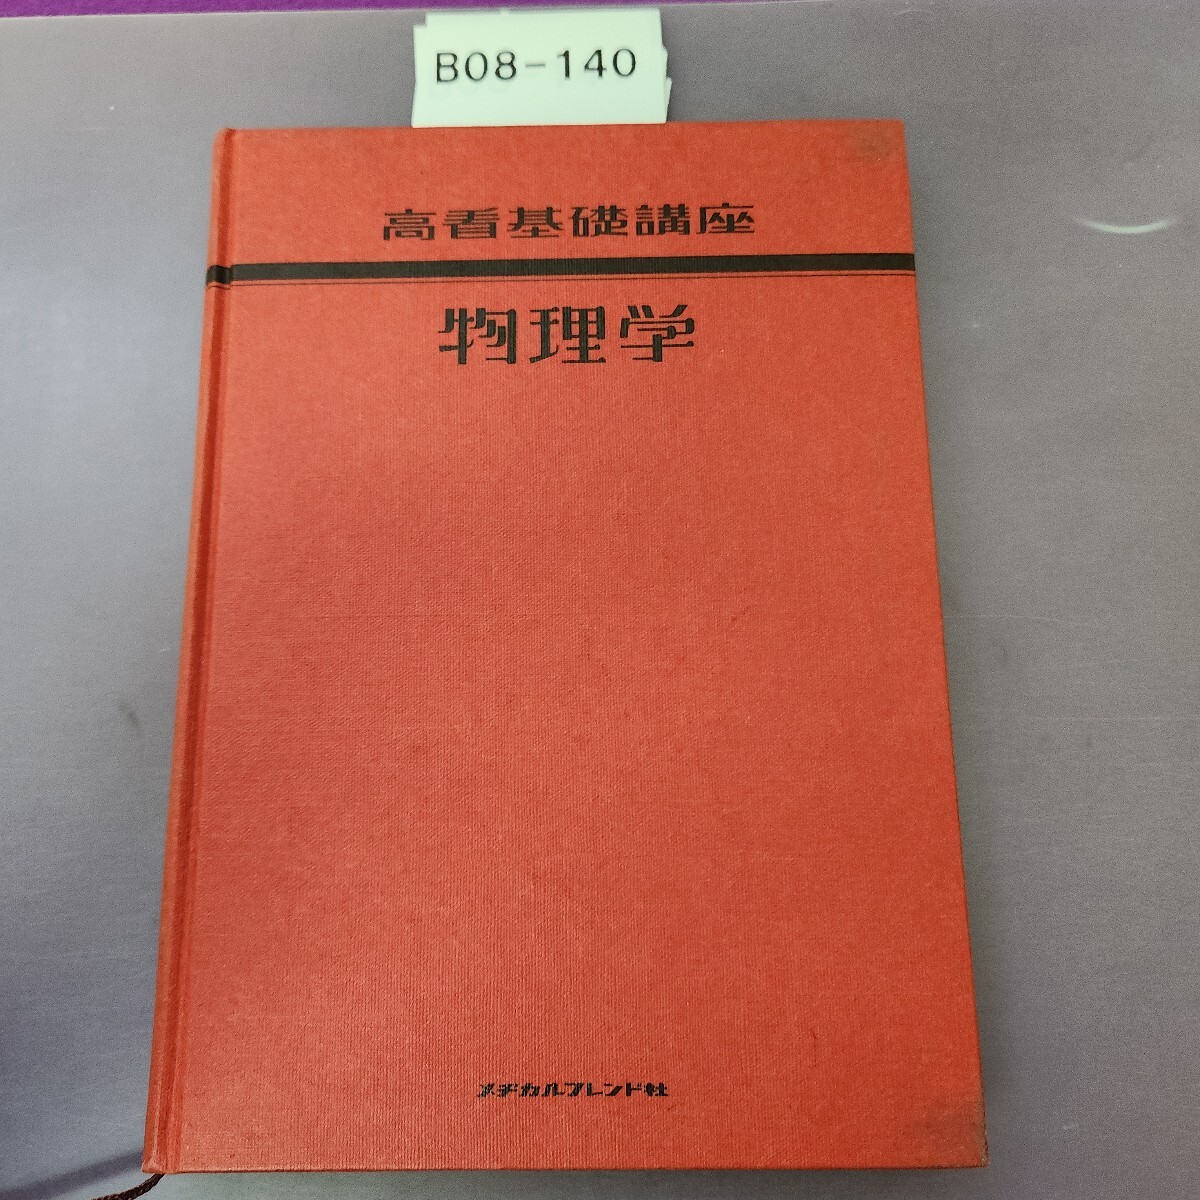 B08-140
高看基礎講座
物理学
メヂカルフレンド社